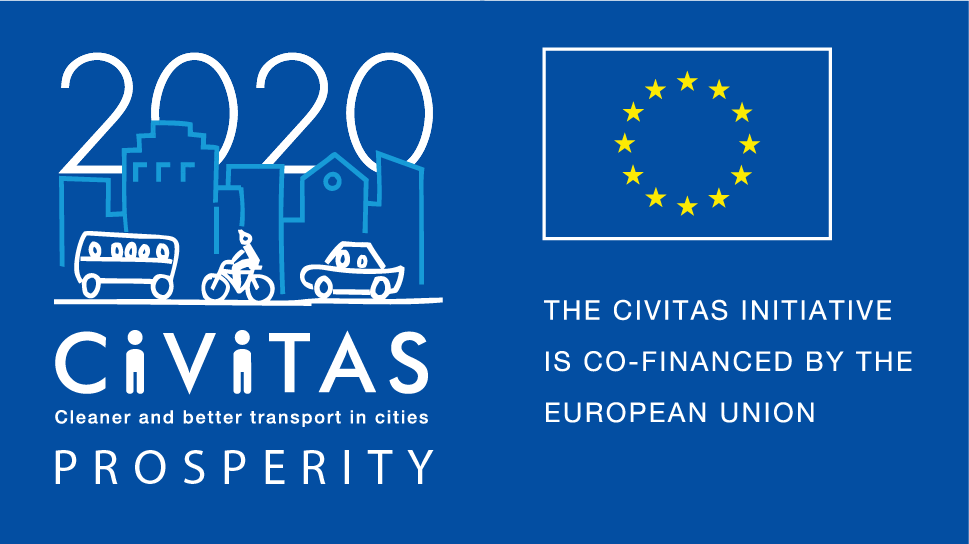 2020
CiViTAS
Cleaner and better transport in cities
PROSPERITY
THE CIVITAS INITIATIVE
IS CO-FINANCED BY THE
EUROPEAN UNION